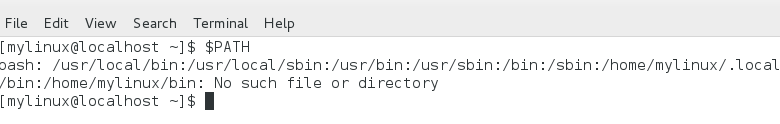 File Edit View Search Terminal Help
[mylinux@localhost ~]$ $PATH
bash: /usr/local/bin:/usr/local/sbin:/usr/bin:/usr/sbin:/bin:/sbin:/home/mylinux/.local
/bin:/home/mylinux/bin: No such file or directory
[mylinux@localhost ~]$